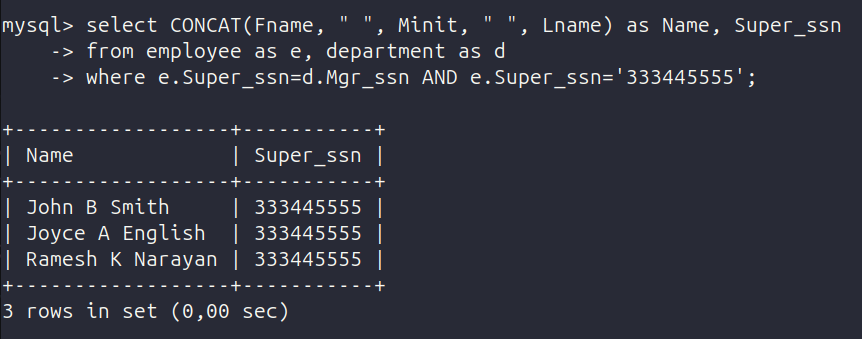 mysql> select CONCAT(Fname, " ", Minit, " ", Lname) as Name, Super_ssn
    -> from employee as e, department as d
    -> where e.Super_ssn=d.Mgr_ssn AND e.Super_ssn='333445555';
+------------------+-----------+
| Name             | Super_ssn |
+------------------+-----------+
| John B Smith     | 333445555 |
| Joyce A English  | 333445555 |
| Ramesh K Narayan | 333445555 |
+------------------+-----------+
3 rows in set (0,00 sec)